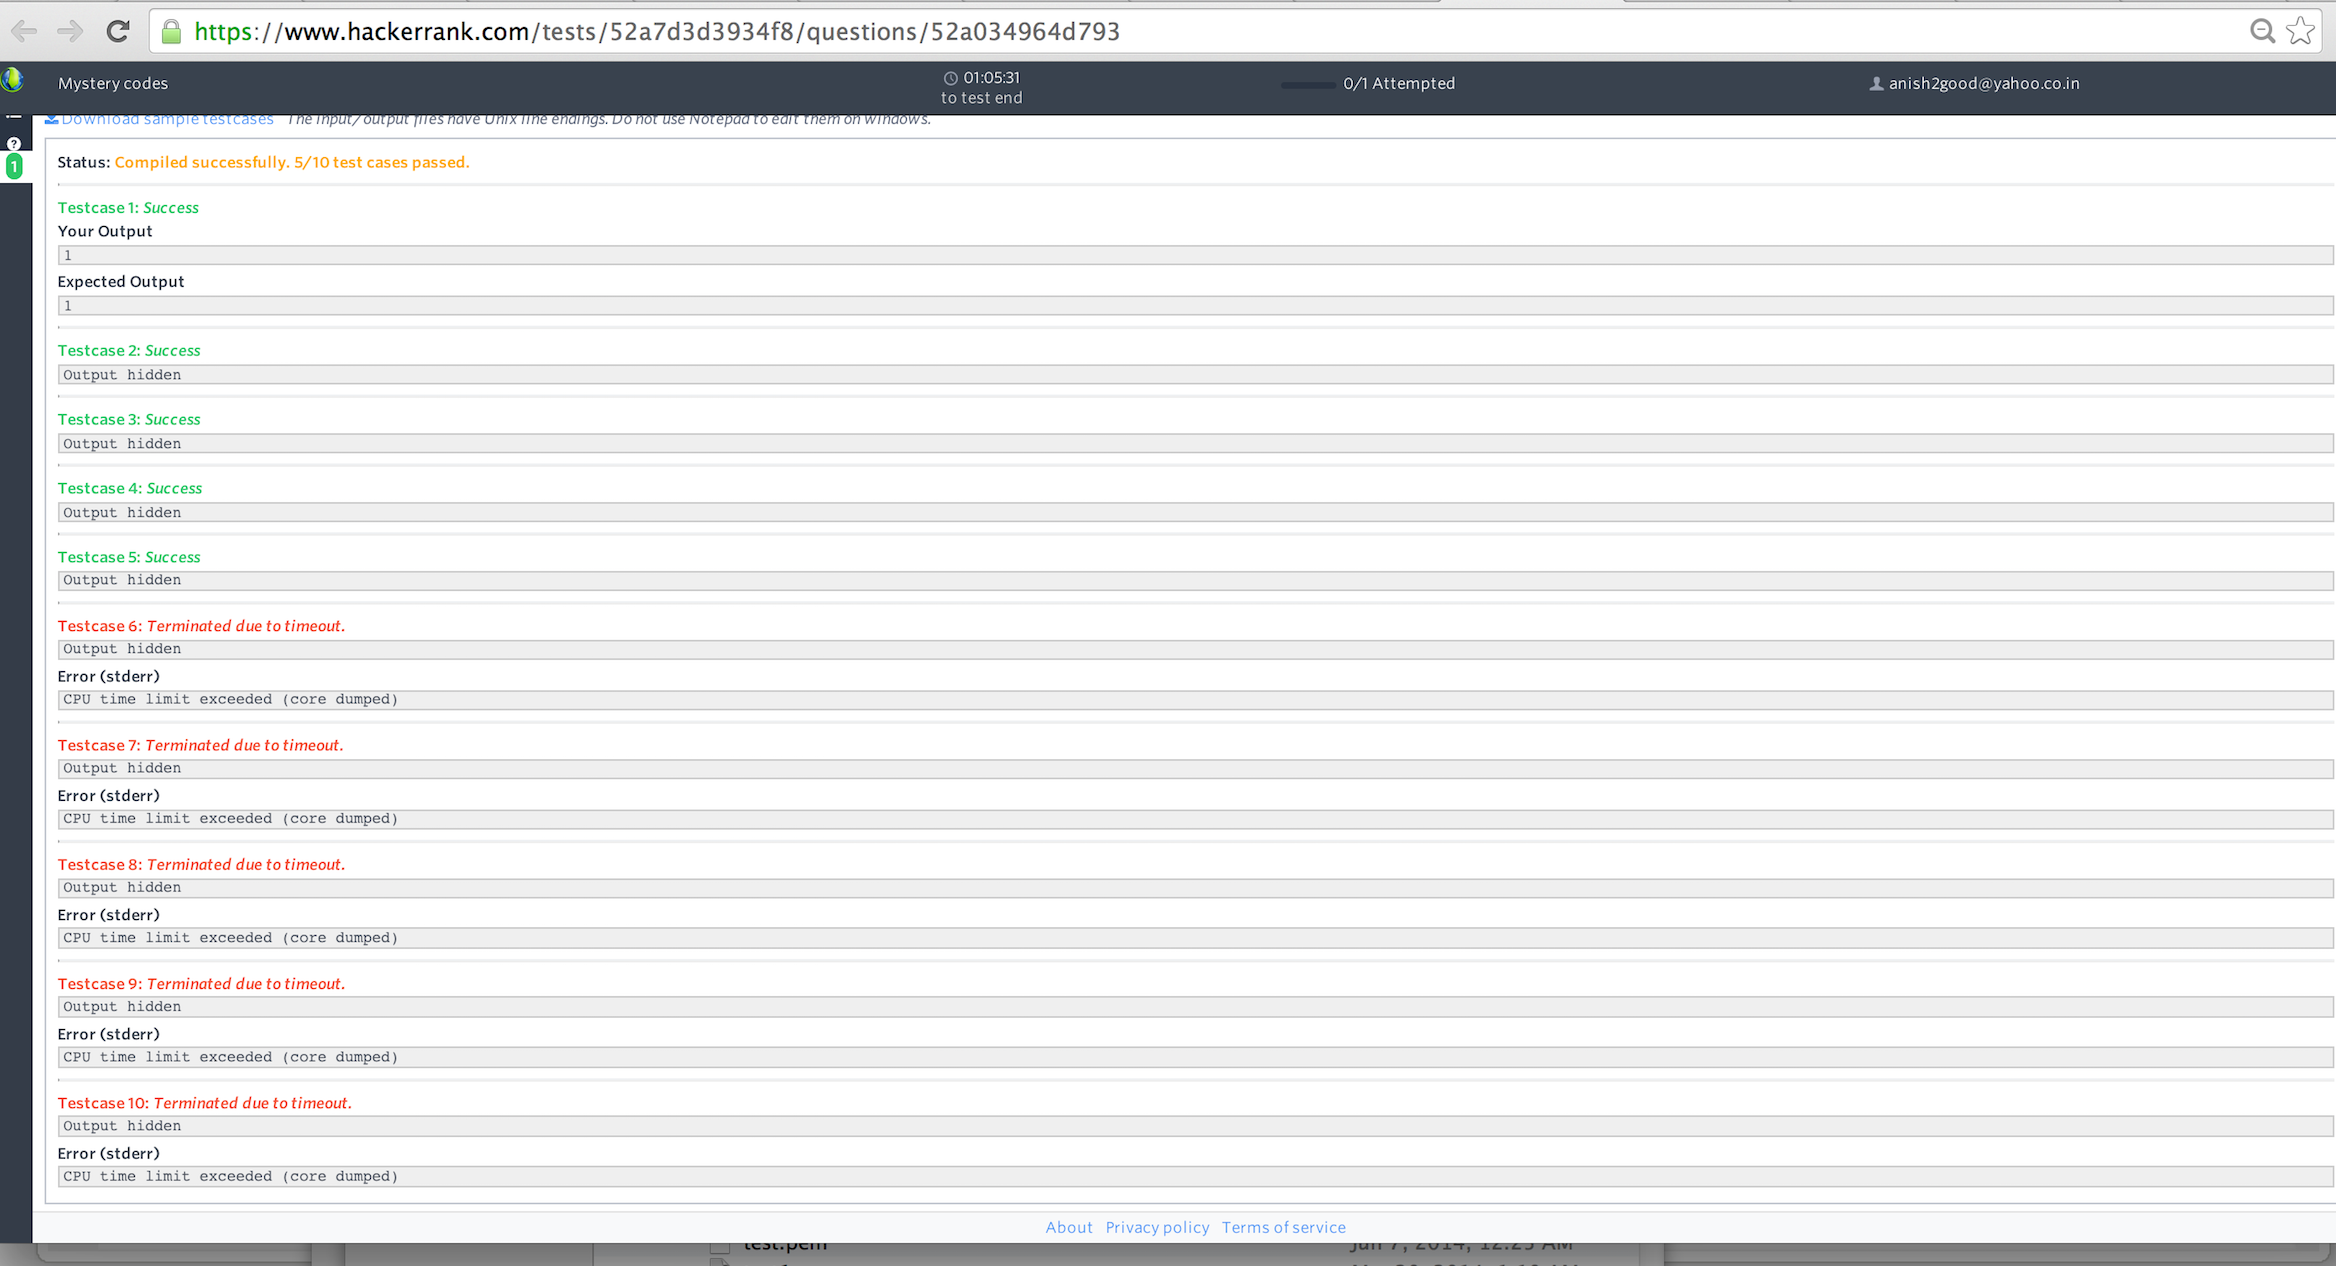 https://www.hackerrank.com/tests/52a7d3d3934f8/questions/52a034964d793
Mystery codes
01:05:31
to test end
0/1 Attempted
anish2good@yahoo.co.in
Download sample testcases The input/output files have Unix line endings. Do not use Notepad to edit them on windows.
?
1
Status: Compiled successfully. 5/10 test cases passed.
Testcase 1: Success
Your Output
1
Expected Output
1
Testcase 2: Success
Output hidden
Testcase 3: Success
Output hidden
Testcase 4: Success
Output hidden
Testcase 5: Success
Output hidden
Testcase 6: Terminated due to timeout.
Output hidden
Error (stderr)
CPU time limit exceeded (core dumped)
Testcase 7: Terminated due to timeout.
Output hidden
Error (stderr)
CPU time limit exceeded (core dumped)
Testcase 8: Terminated due to timeout.
Output hidden
Error (stderr)
CPU time limit exceeded (core dumped)
Testcase 9: Terminated due to timeout.
Output hidden
Error (stderr)
CPU time limit exceeded (core dumped)
Testcase 10: Terminated due to timeout.
Output hidden
Error (stderr)
CPU time limit exceeded (core dumped)
About Privacy policy Terms of service
test.pem Jun 7, 2014, 12:25 AM